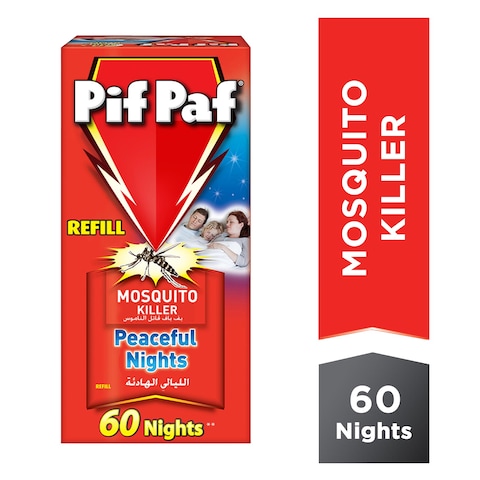 Pif Paf®
REFILL
MOSQUITO
KILLER
بف باف قاتل الناموس
Peaceful
Nights
الليالي الهادئة
REFILL
60 Nights**
MOSQUITO
KILLER
60
Nights